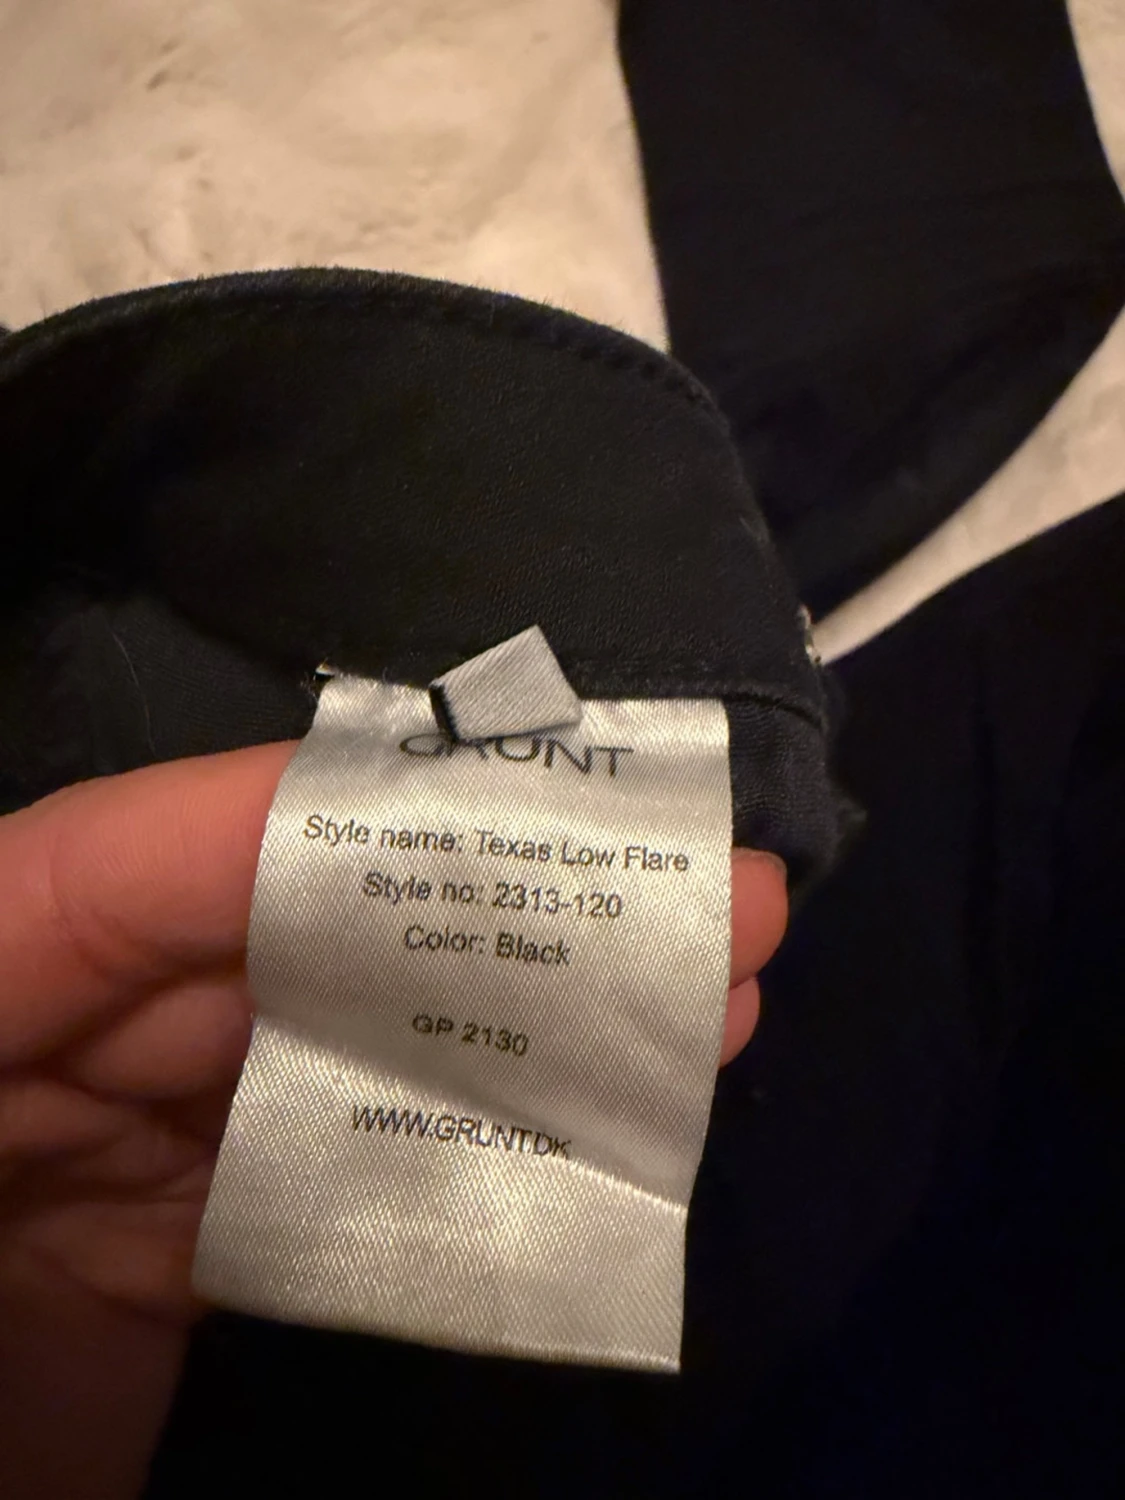 GRUNT
Style name: Texas Low Flare
Style no: 2313-120
Color: Black
GP 2130
WWW.GRUNT.DK